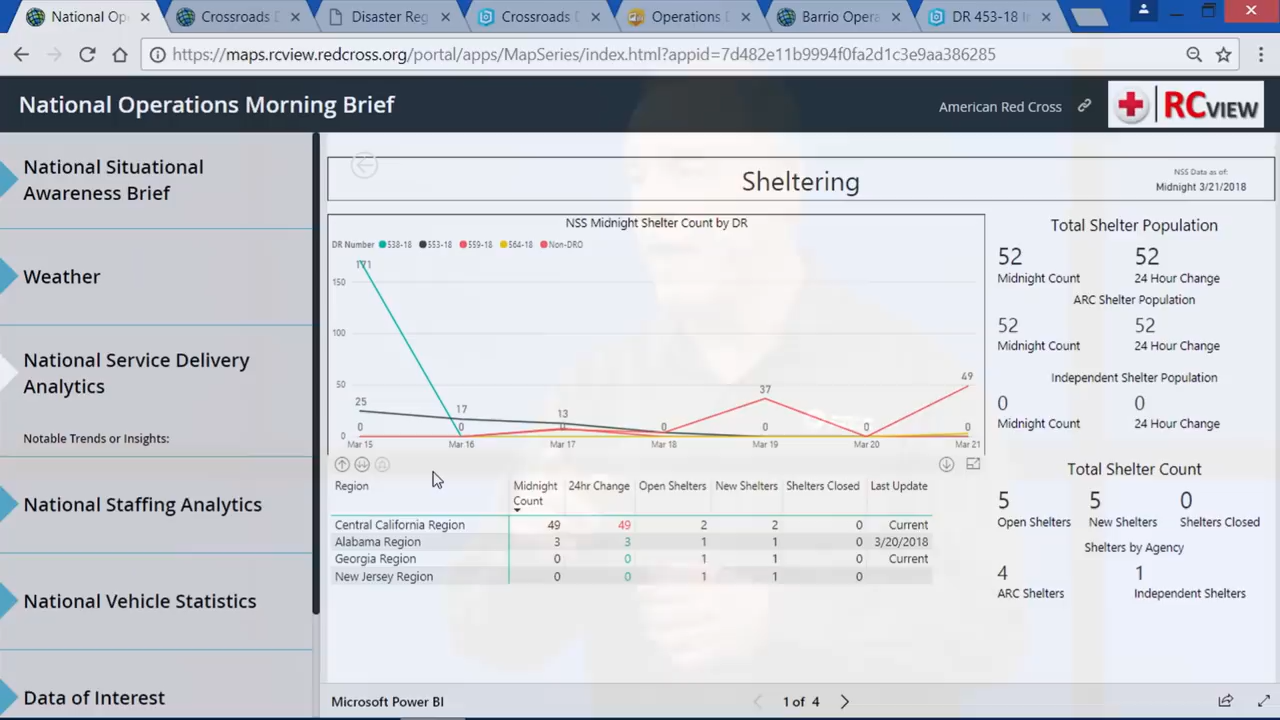 National Op
Crossroads D
Disaster Reg
Crossroads D
Operations D
Barrio Opera
DR 453-18 I
https://maps.rcview.redcross.org/portal/apps/MapSeries/index.html?appid=7d482e11b9994f0fa2d1c3e9aa386285
National Operations Morning Brief
American Red Cross
RCVIEW
National Situational
Awareness Brief
Weather
National Service Delivery
Analytics
Notable Trends or Insights:
National Staffing Analytics
National Vehicle Statistics
Data of Interest
Sheltering
NSS Data as of:
Midnight 3/21/2018
NSS Midnight Shelter Count by DR
DR Number 538-18 553-18 559-18 564-18 Non-DRO
171
150
100
50
0
25
0
17
0
13
0
0
37
0
0
49
0
Mar 15 Mar 16 Mar 17 Mar 18 Mar 19 Mar 20 Mar 21
Region Midnight Count 24hr Change Open Shelters New Shelters Shelters Closed Last Update
Central California Region 49 49 2 2 0 Current
Alabama Region 3 3 1 1 0 3/20/2018
Georgia Region 0 0 1 1 0 Current
New Jersey Region 0 0 1 1 0
Total Shelter Population
52 52
Midnight Count 24 Hour Change
ARC Shelter Population
52 52
Midnight Count 24 Hour Change
Independent Shelter Population
0 0
Midnight Count 24 Hour Change
Total Shelter Count
5 5 0
Open Shelters New Shelters Shelters Closed
Shelters by Agency
4 1
ARC Shelters Independent Shelters
Microsoft Power BI
1 of 4